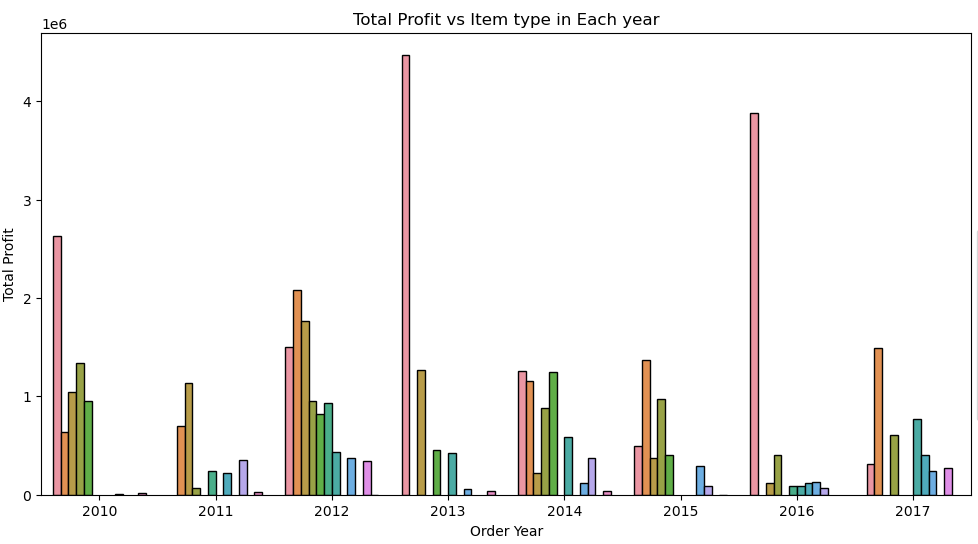 Total Profit vs Item type in Each year
1e6
4
3
2
1
0
Total Profit
2010 2011 2012 2013 2014 2015 2016 2017
Order Year